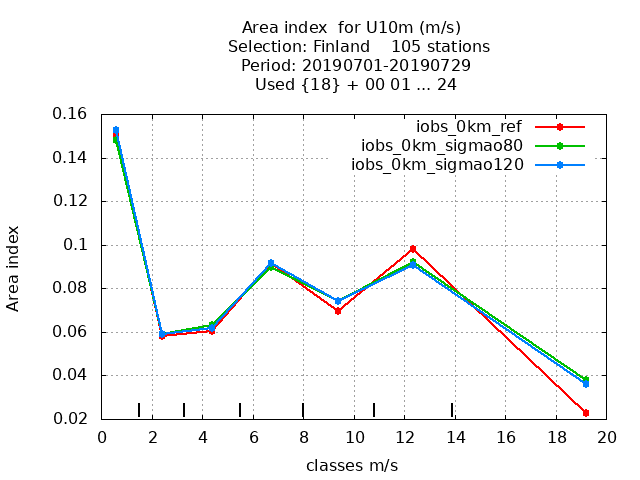 Area index  for U10m (m/s)
Selection: Finland    105 stations
Period: 20190701-20190729
Used {18} + 00 01 ... 24
0.16
0.14
0.12
0.1
0.08
0.06
0.04
0.02
Area index
iobs_0km_ref
iobs_0km_sigmao80
iobs_0km_sigmao120
0 2 4 6 8 10 12 14 16 18 20
classes m/s